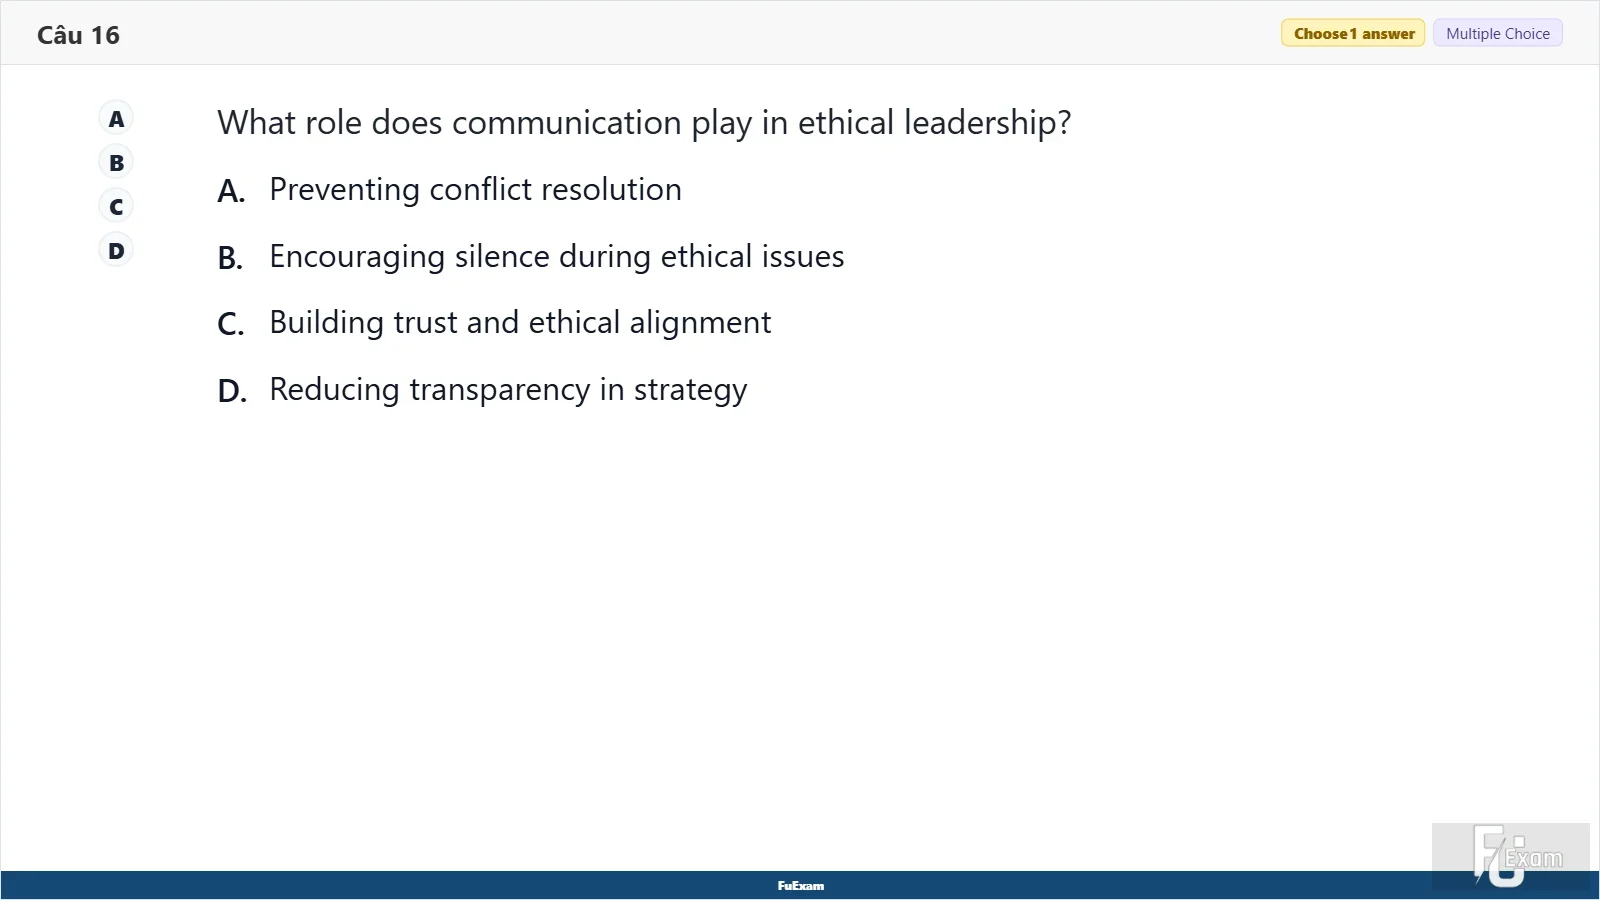 Câu 16
Choose 1 answer
Multiple Choice
A
B
C
D
What role does communication play in ethical leadership?
A. Preventing conflict resolution
B. Encouraging silence during ethical issues
C. Building trust and ethical alignment
D. Reducing transparency in strategy
FU Exam
FuExam